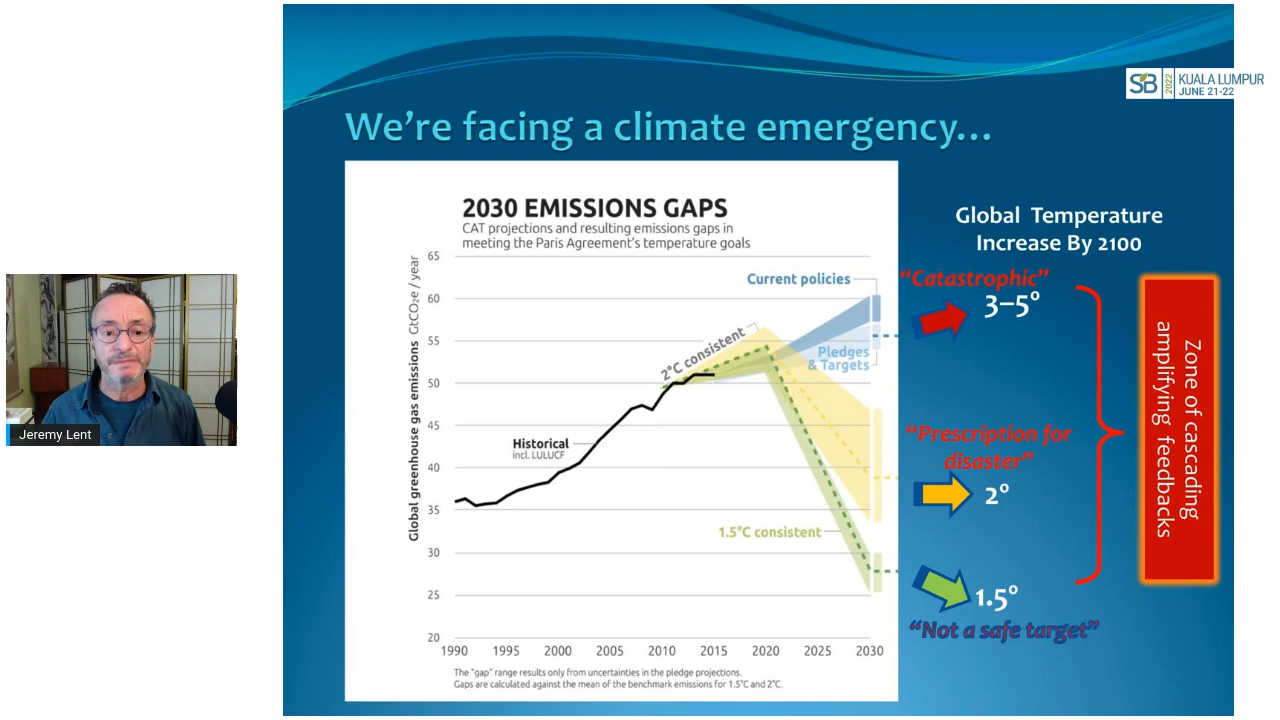 SB
2022
KUALA LUMPUR
JUNE 21-22
We're facing a climate emergency...
2030 EMISSIONS GAPS
CAT projections and resulting emissions gaps in
meeting the Paris Agreement's temperature goals
Global greenhouse gas emissions GtCO2e / year
65
60
55
50
45
40
35
30
25
20
1990
1995
2000
2005
2010
2015
2020
2025
2030
Historical
incl. LULUCF
2°C consistent
Current policies
Pledges
& Targets
1.5°C consistent
The "gap" range results only from uncertainties in the pledge projections.
Gaps are calculated against the mean of the benchmark emissions for 1.5°C and 2°C.
Global Temperature
Increase By 2100
"Catastrophic"
3–5°
"Prescription for
disaster"
2°
1.5°
"Not a safe target"
Zone of cascading
amplifying feedbacks
Jeremy Lent